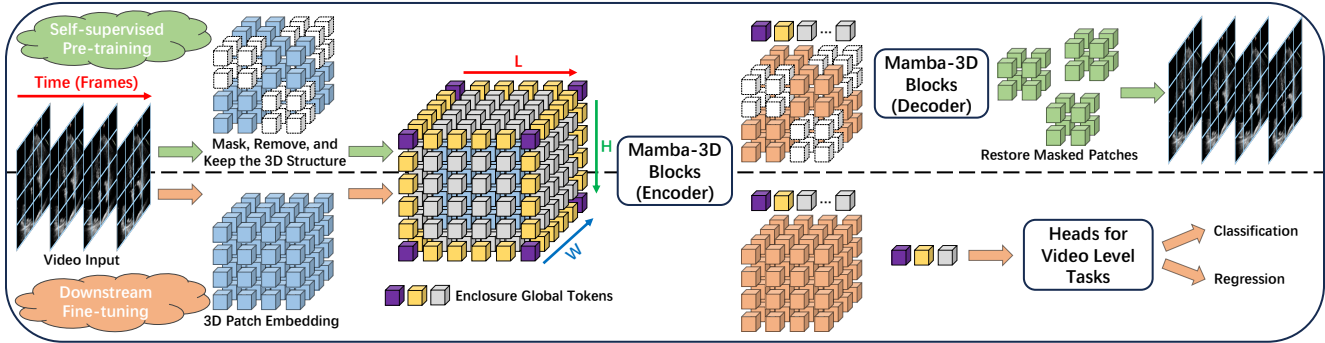 Self-supervised
Pre-training
Time (Frames)
Video Input
Downstream
Fine-tuning
Mask, Remove, and
Keep the 3D Structure
3D Patch Embedding
L
H
W
Enclosure Global Tokens
Mamba-3D
Blocks
(Encoder)
...
Mamba-3D
Blocks
(Decoder)
Restore Masked Patches
...
Heads for
Video Level
Tasks
Classification
Regression